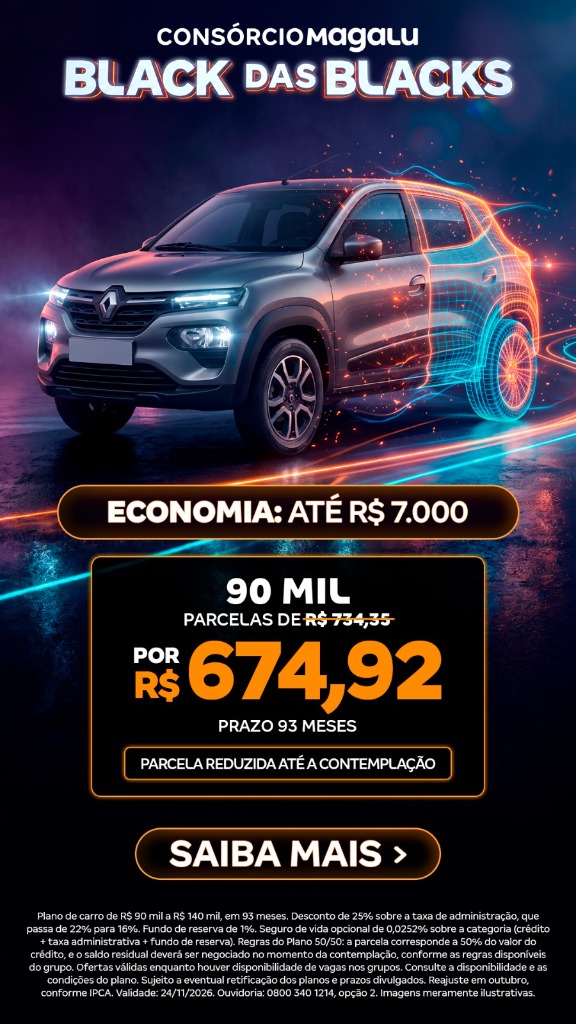 CONSÓRCIO Magalu
BLACK DAS BLACKS
ECONOMIA: ATÉ R$ 7.000
90 MIL
PARCELAS DE R$ 734,35
POR R$ 674,92
PRAZO 93 MESES
PARCELA REDUZIDA ATÉ A CONTEMPLAÇÃO
SAIBA MAIS >
Plano de carro de R$ 90 mil a R$ 140 mil, em 93 meses. Desconto de 25% sobre a taxa de administração, que
passa de 22% para 16%. Fundo de reserva de 1%. Seguro de vida opcional de 0,0252% sobre a categoria (crédito
+ taxa administrativa + fundo de reserva). Regras do Plano 50/50: a parcela corresponde a 50% do valor do
crédito, e o saldo residual deverá ser negociado no momento da contemplação, conforme as regras disponíveis
do grupo. Ofertas válidas enquanto houver disponibilidade de vagas nos grupos. Consulte a disponibilidade e as
condições do plano. Sujeito a eventual retificação dos planos e prazos divulgados. Reajuste em outubro,
conforme IPCA. Validade: 24/11/2026. Ouvidoria: 0800 340 1214, opção 2. Imagens meramente ilustrativas.